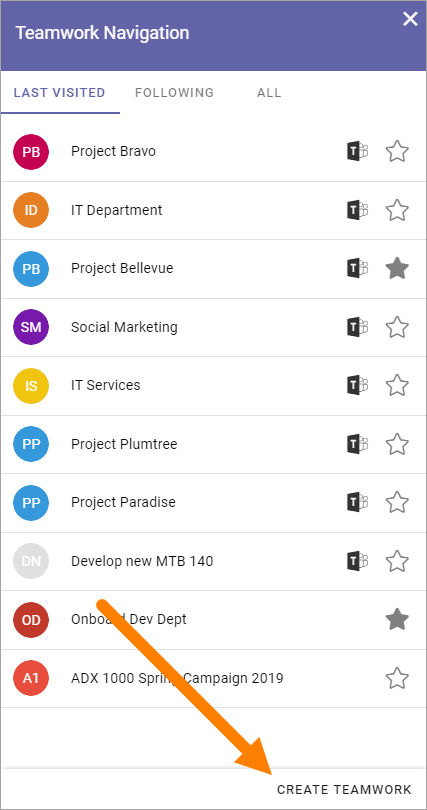 Teamwork Navigation
LAST VISITED FOLLOWING ALL
PB Project Bravo T
ID IT Department T
PB Project Bellevue T
SM Social Marketing T
IS IT Services T
PP Project Plumtree T
PP Project Paradise T
DN Develop new MTB 140 T
OD Onboard Dev Dept
A1 ADX 1000 Spring Campaign 2019
CREATE TEAMWORK